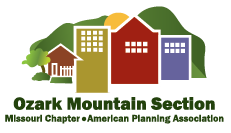 Ozark Mountain Section
Missouri Chapter•American Planning Association